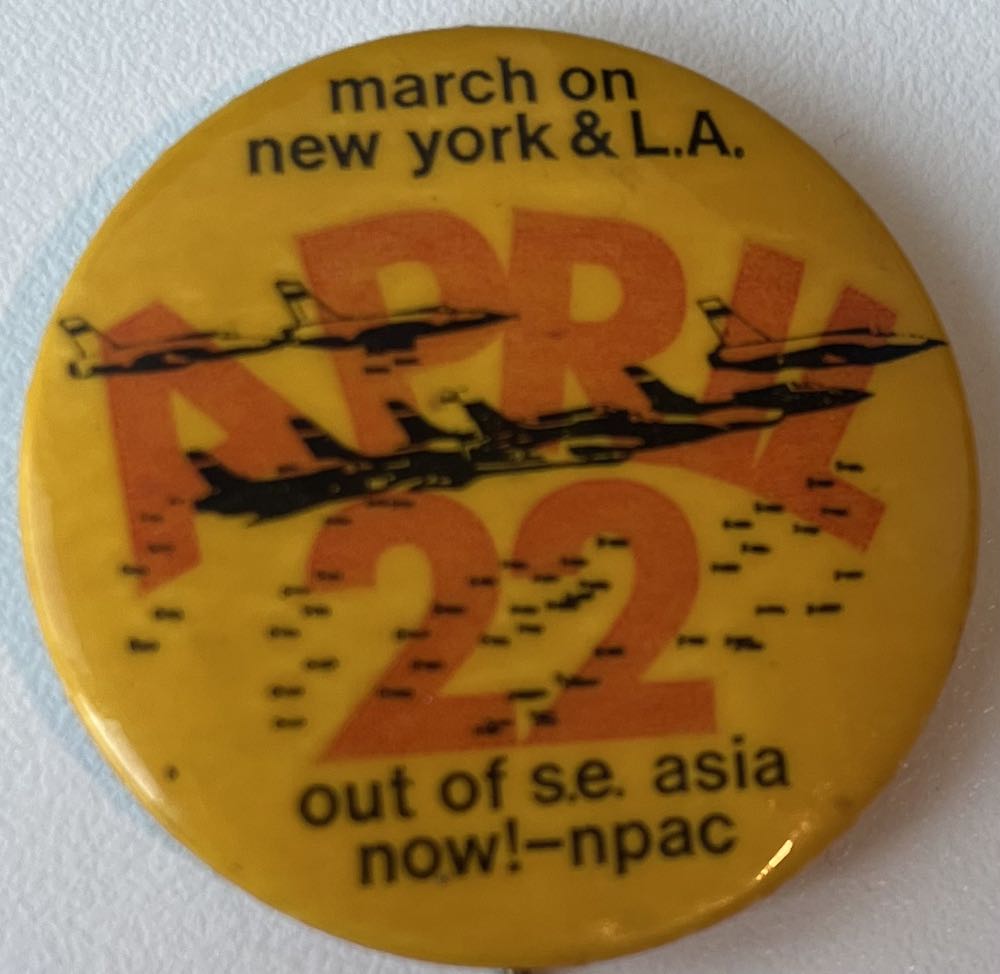 march on
new york & L.A.
APRIL
22
out of s.e. asia
now!–npac